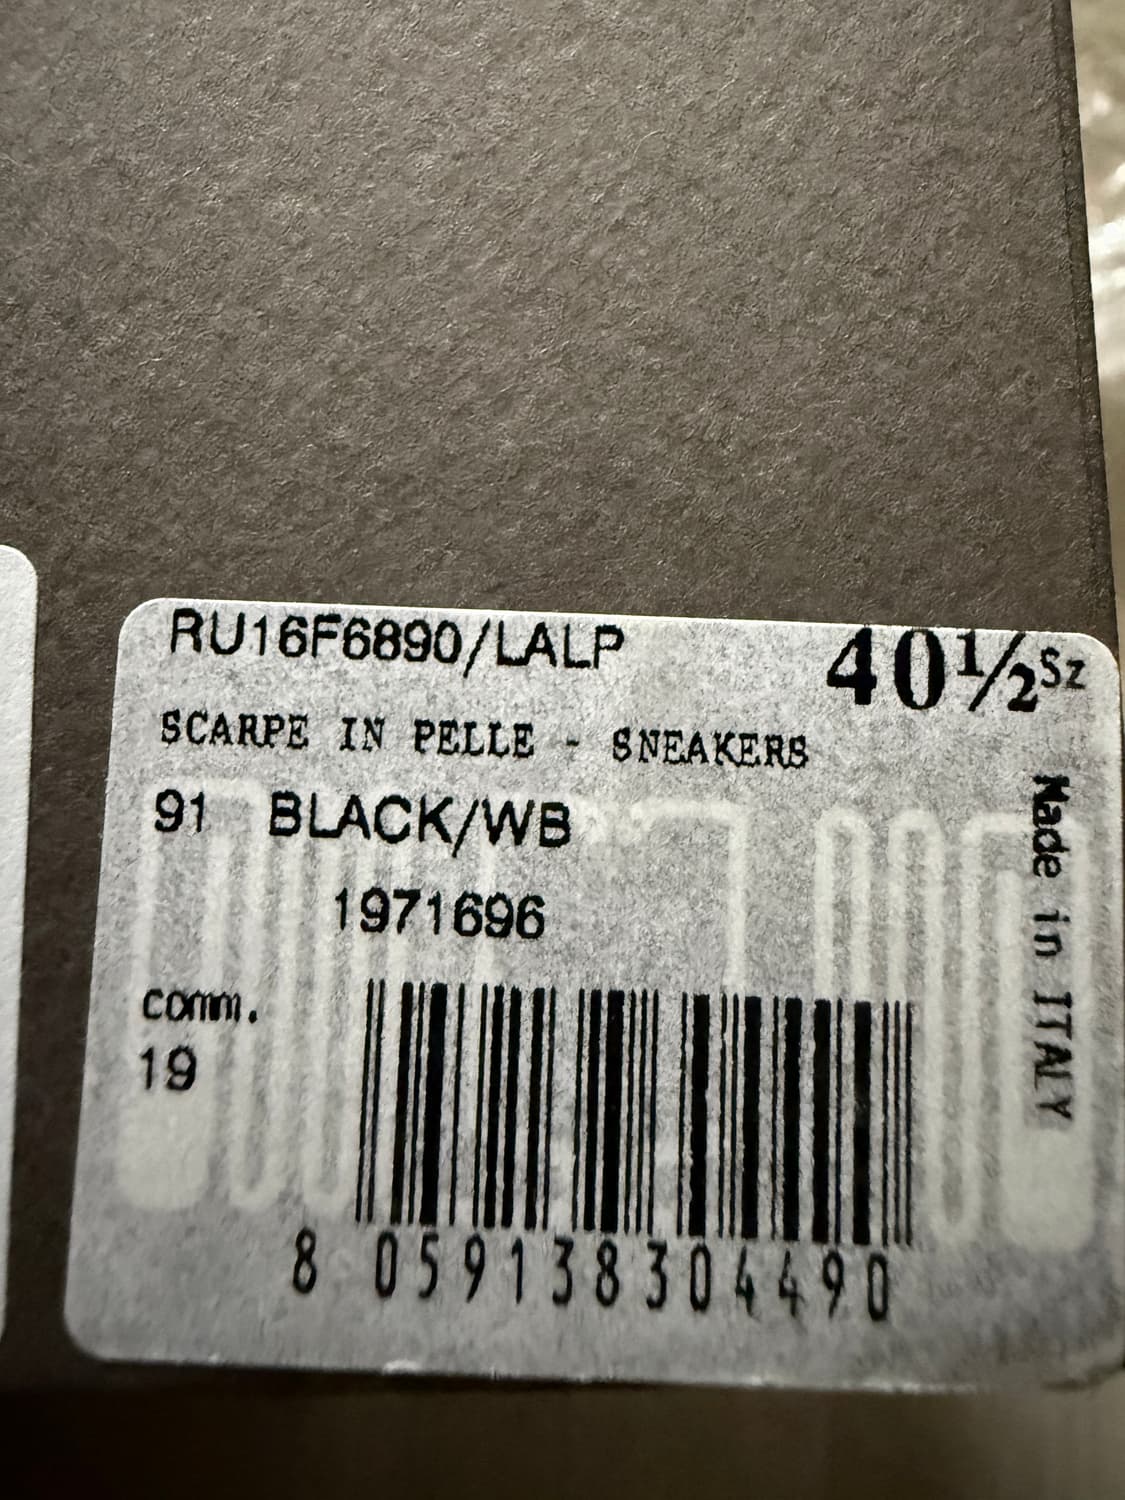 RU16F6890/LALP 40½Sz
SCARPE IN PELLE - SNEAKERS
91 BLACK/WB
1971696
comm.
19
Made in ITALY
8 059138304490